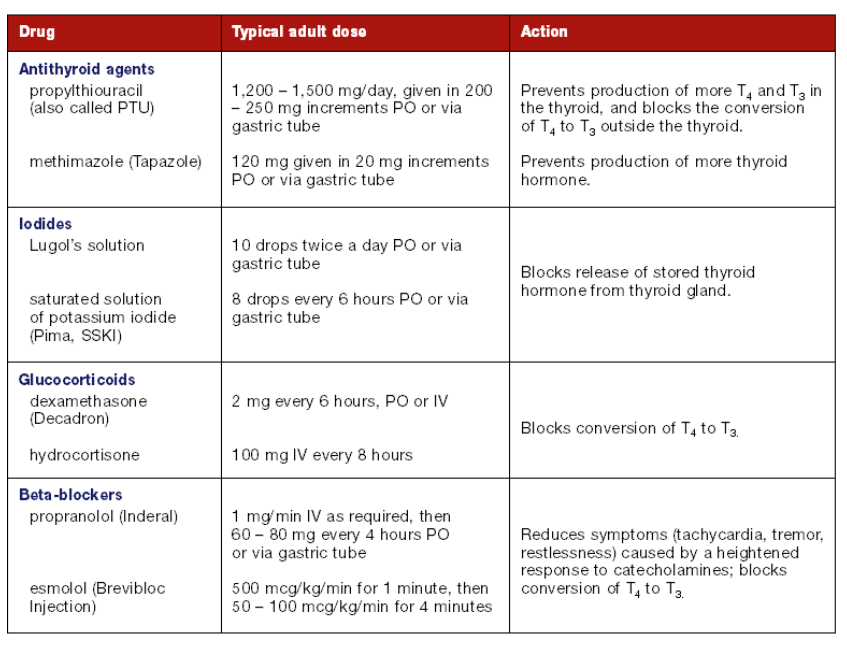 Drug Typical adult dose Action
Antithyroid agents
propylthiouracil
(also called PTU)
1,200 – 1,500 mg/day, given in 200
– 250 mg increments PO or via
gastric tube
Prevents production of more T4 and T3 in
the thyroid, and blocks the conversion
of T4 to T3 outside the thyroid.
methimazole (Tapazole)
120 mg given in 20 mg increments
PO or via gastric tube
Prevents production of more thyroid
hormone.
Iodides
Lugol's solution
10 drops twice a day PO or via
gastric tube
saturated solution
of potassium iodide
(Pima, SSKI)
8 drops every 6 hours PO or via
gastric tube
Blocks release of stored thyroid
hormone from thyroid gland.
Glucocorticoids
dexamethasone
(Decadron)
2 mg every 6 hours, PO or IV
hydrocortisone
100 mg IV every 8 hours
Blocks conversion of T4 to T3.
Beta-blockers
propranolol (Inderal)
1 mg/min IV as required, then
60 – 80 mg every 4 hours PO
or via gastric tube
esmolol (Brevibloc
Injection)
500 mcg/kg/min for 1 minute, then
50 – 100 mcg/kg/min for 4 minutes
Reduces symptoms (tachycardia, tremor,
restlessness) caused by a heightened
response to catecholamines; blocks
conversion of T4 to T3.